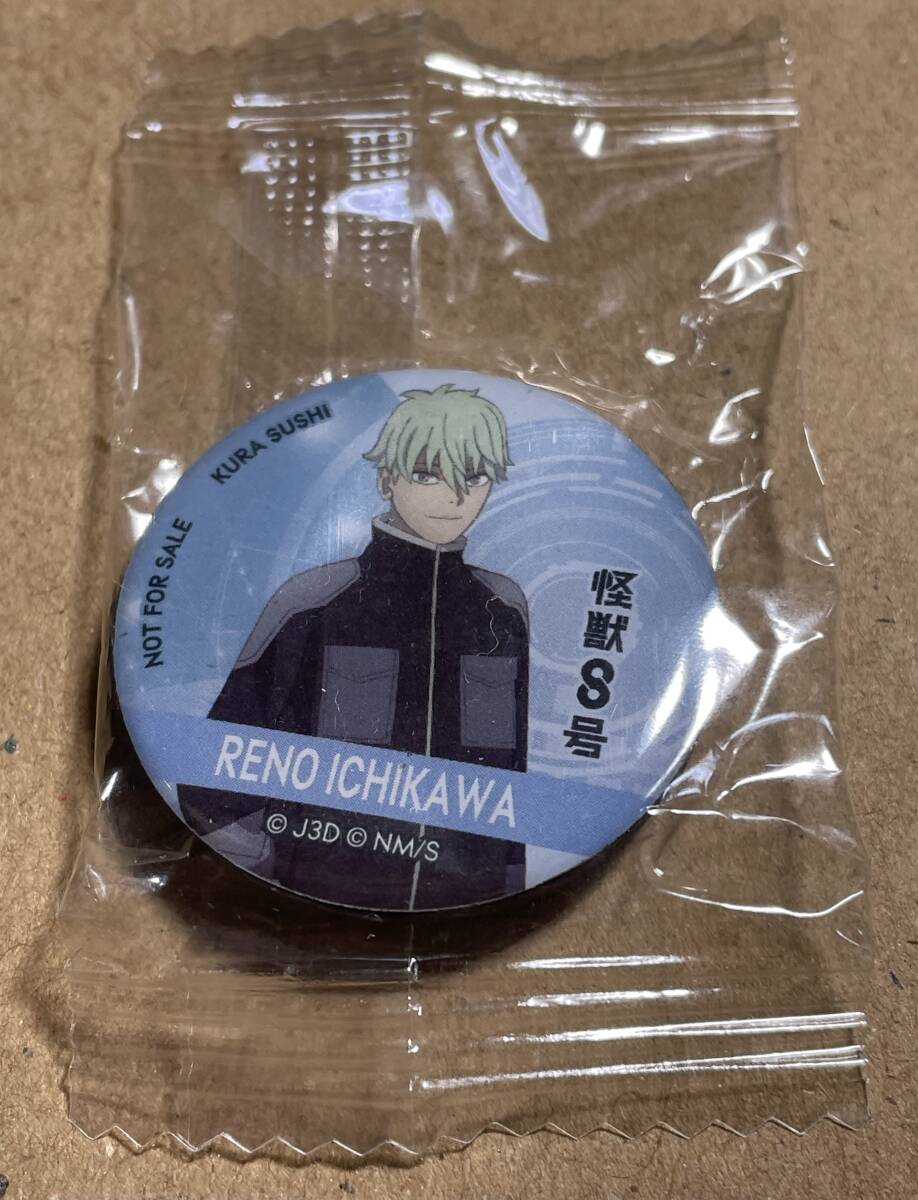 KURA SUSHI
NOT FOR SALE
怪獣8号
RENO ICHIKAWA
© J3D © NM/S